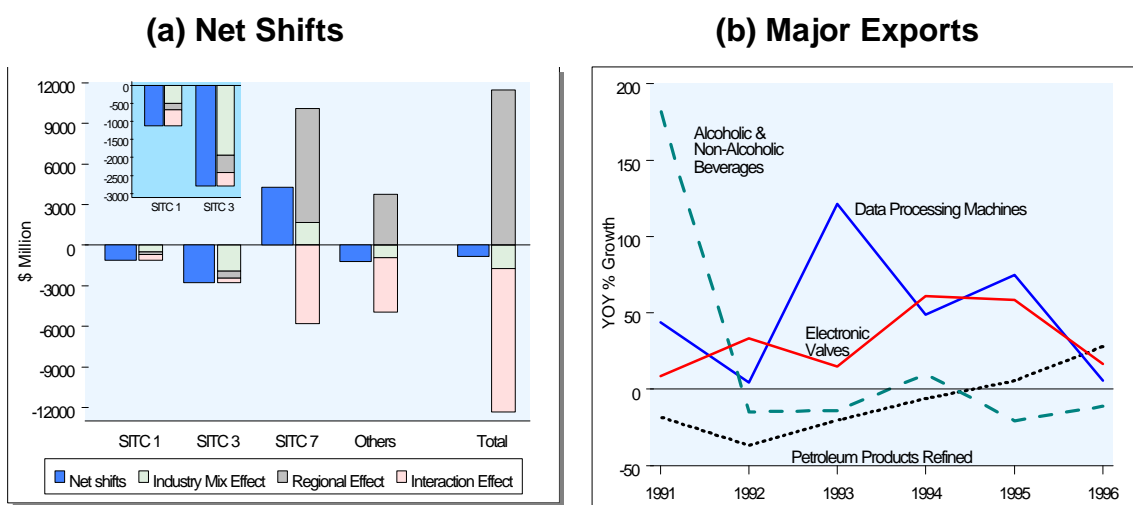 (a) Net Shifts
12000
9000
6000
3000
0
-3000
-6000
-9000
-12000
$ Million
0
-500
-1000
-1500
-2000
-2500
-3000
SITC 1 SITC 3
SITC 1 SITC 3 SITC 7 Others Total
Net shifts Industry Mix Effect Regional Effect Interaction Effect
(b) Major Exports
200
150
100
50
0
-50
YOY % Growth
Alcoholic &
Non-Alcoholic
Beverages
Data Processing Machines
Electronic
Valves
Petroleum Products Refined
1991 1992 1993 1994 1995 1996